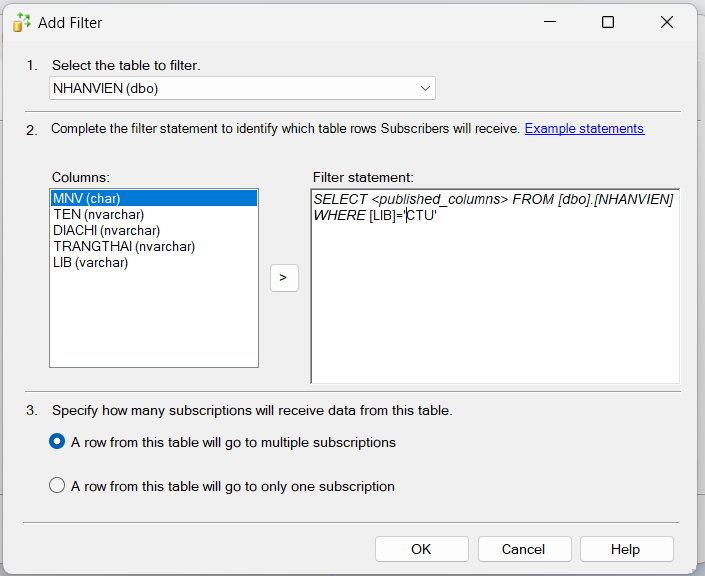 Add Filter
1. Select the table to filter.
NHANVIEN (dbo)
2. Complete the filter statement to identify which table rows Subscribers will receive. Example statements
Columns:
MNV (char)
TEN (nvarchar)
DIACHI (nvarchar)
TRANGTHAI (nvarchar)
LIB (varchar)
>
Filter statement:
SELECT <published_columns> FROM [dbo].[NHANVIEN]
WHERE [LIB]='CTU'
3. Specify how many subscriptions will receive data from this table.
A row from this table will go to multiple subscriptions
A row from this table will go to only one subscription
OK Cancel Help